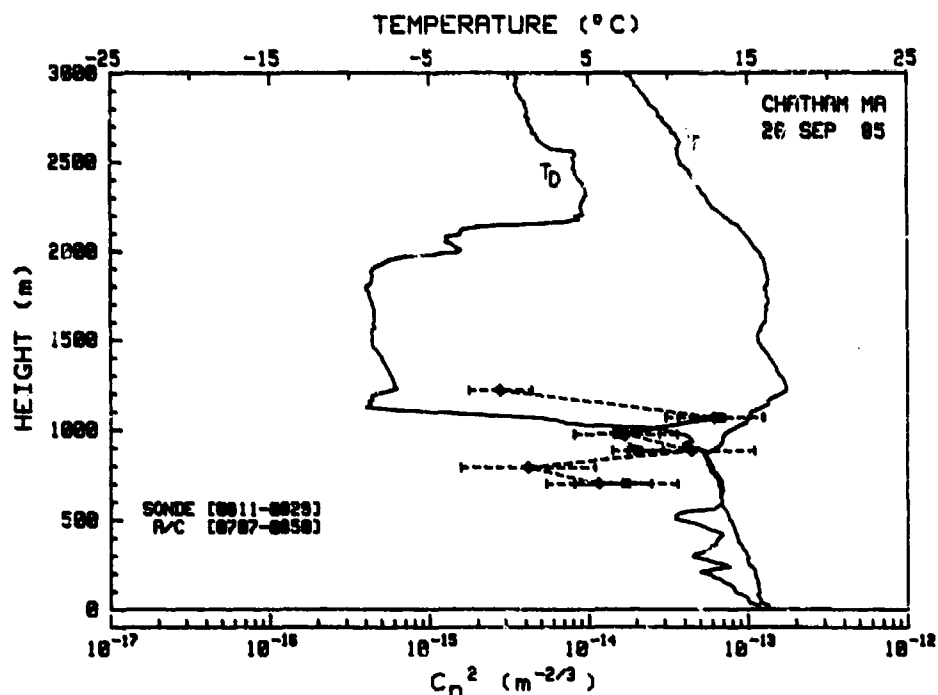 TEMPERATURE (°C)
-25 -15 -5 5 15 25
3000
CHATHAM MA
26 SEP 85
T
2500
TD
2000
HEIGHT (m)
1500
1000
500
SONDE [0811-0829]
A/C [0707-0850]
0
10⁻¹⁷ 10⁻¹⁶ 10⁻¹⁵ 10⁻¹⁴ 10⁻¹³ 10⁻¹²
Cn² (m⁻²/³)